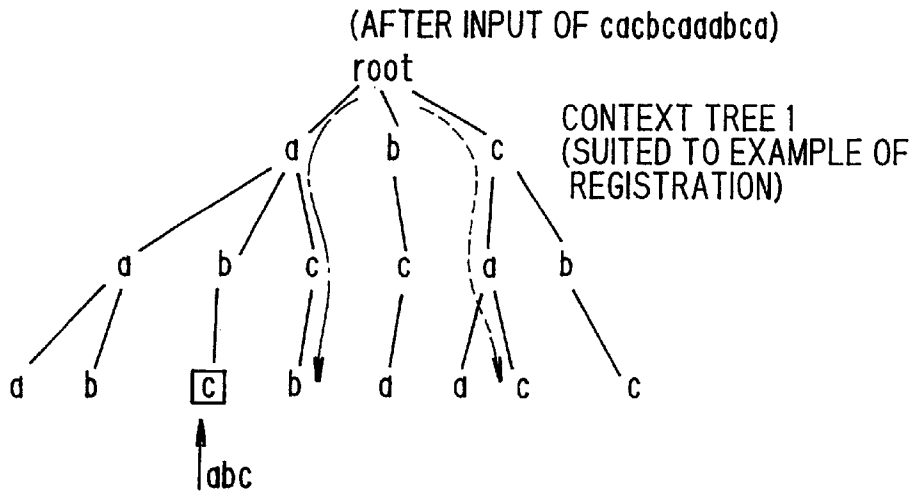 (AFTER INPUT OF cacbcaaabca)
root
CONTEXT TREE 1
(SUITED TO EXAMPLE OF
REGISTRATION)
a b c
a b c c a b
a b c b a a c c
abc